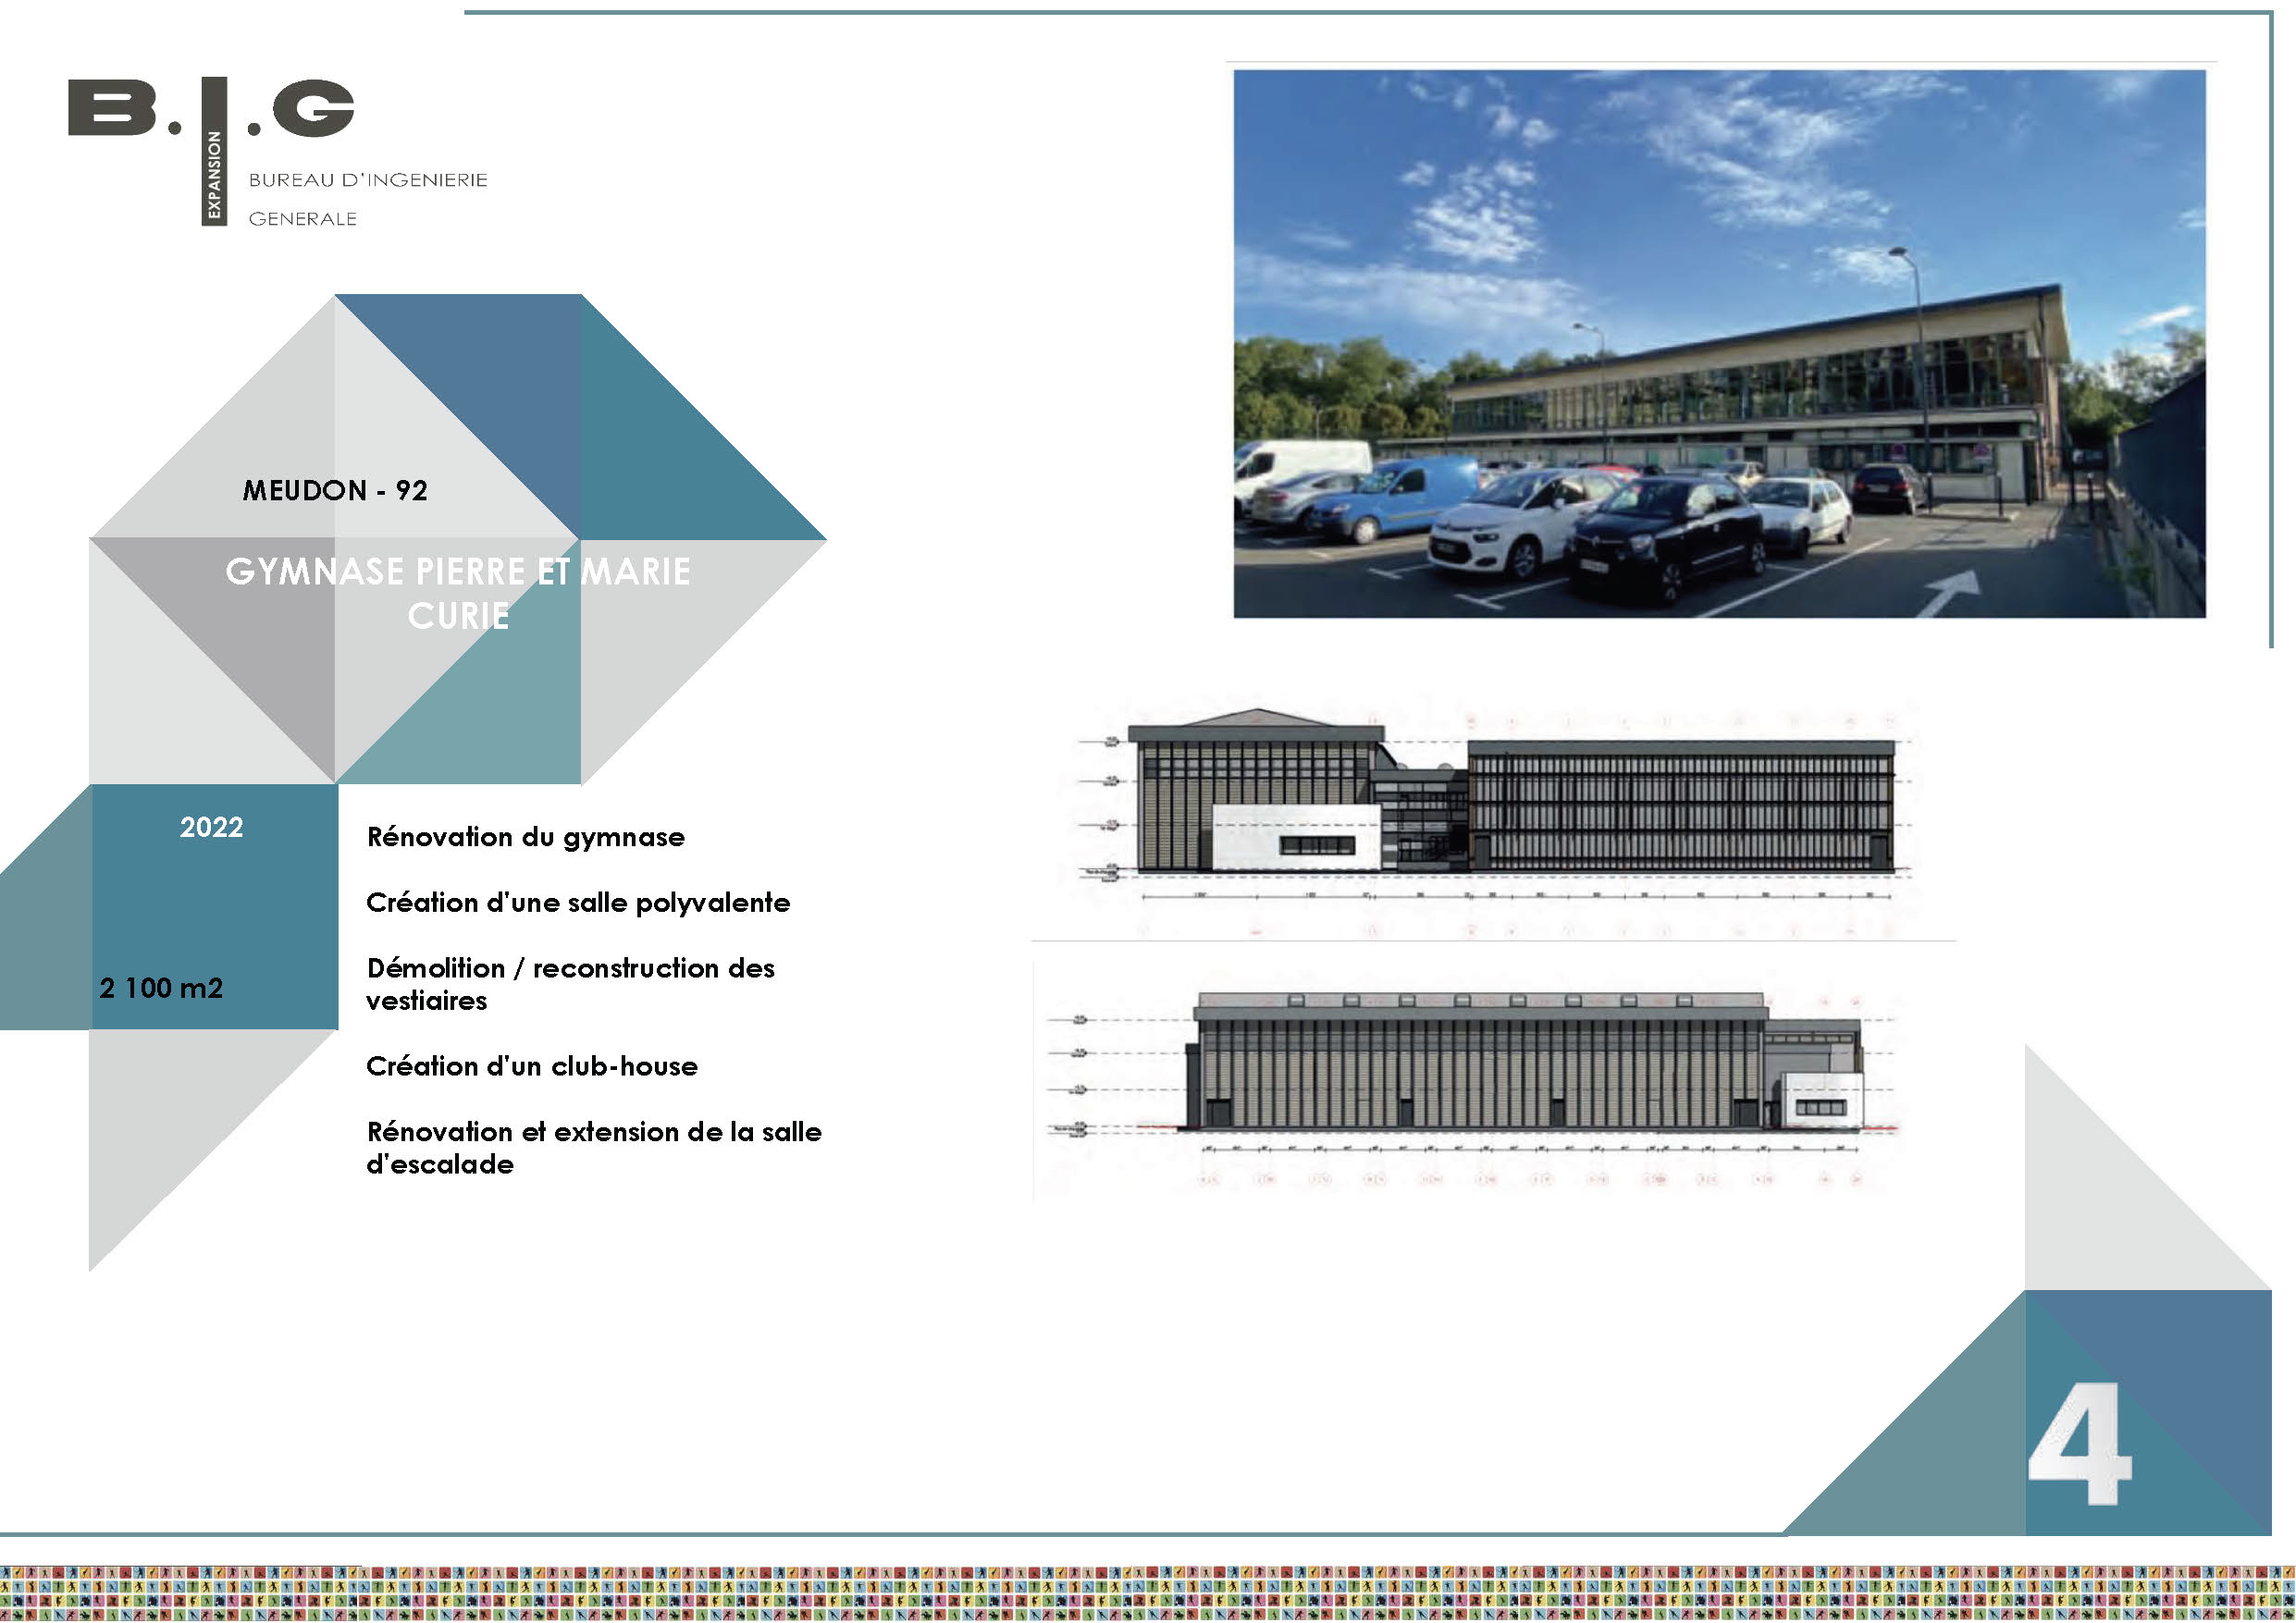 B.I.G
EXPANSION
BUREAU D'INGENIERIE
GENERALE
MEUDON - 92
GYMNASE PIERRE ET MARIE
CURIE
2022
2 100 m2
Rénovation du gymnase
Création d'une salle polyvalente
Démolition / reconstruction des
vestiaires
Création d'un club-house
Rénovation et extension de la salle
d'escalade
4